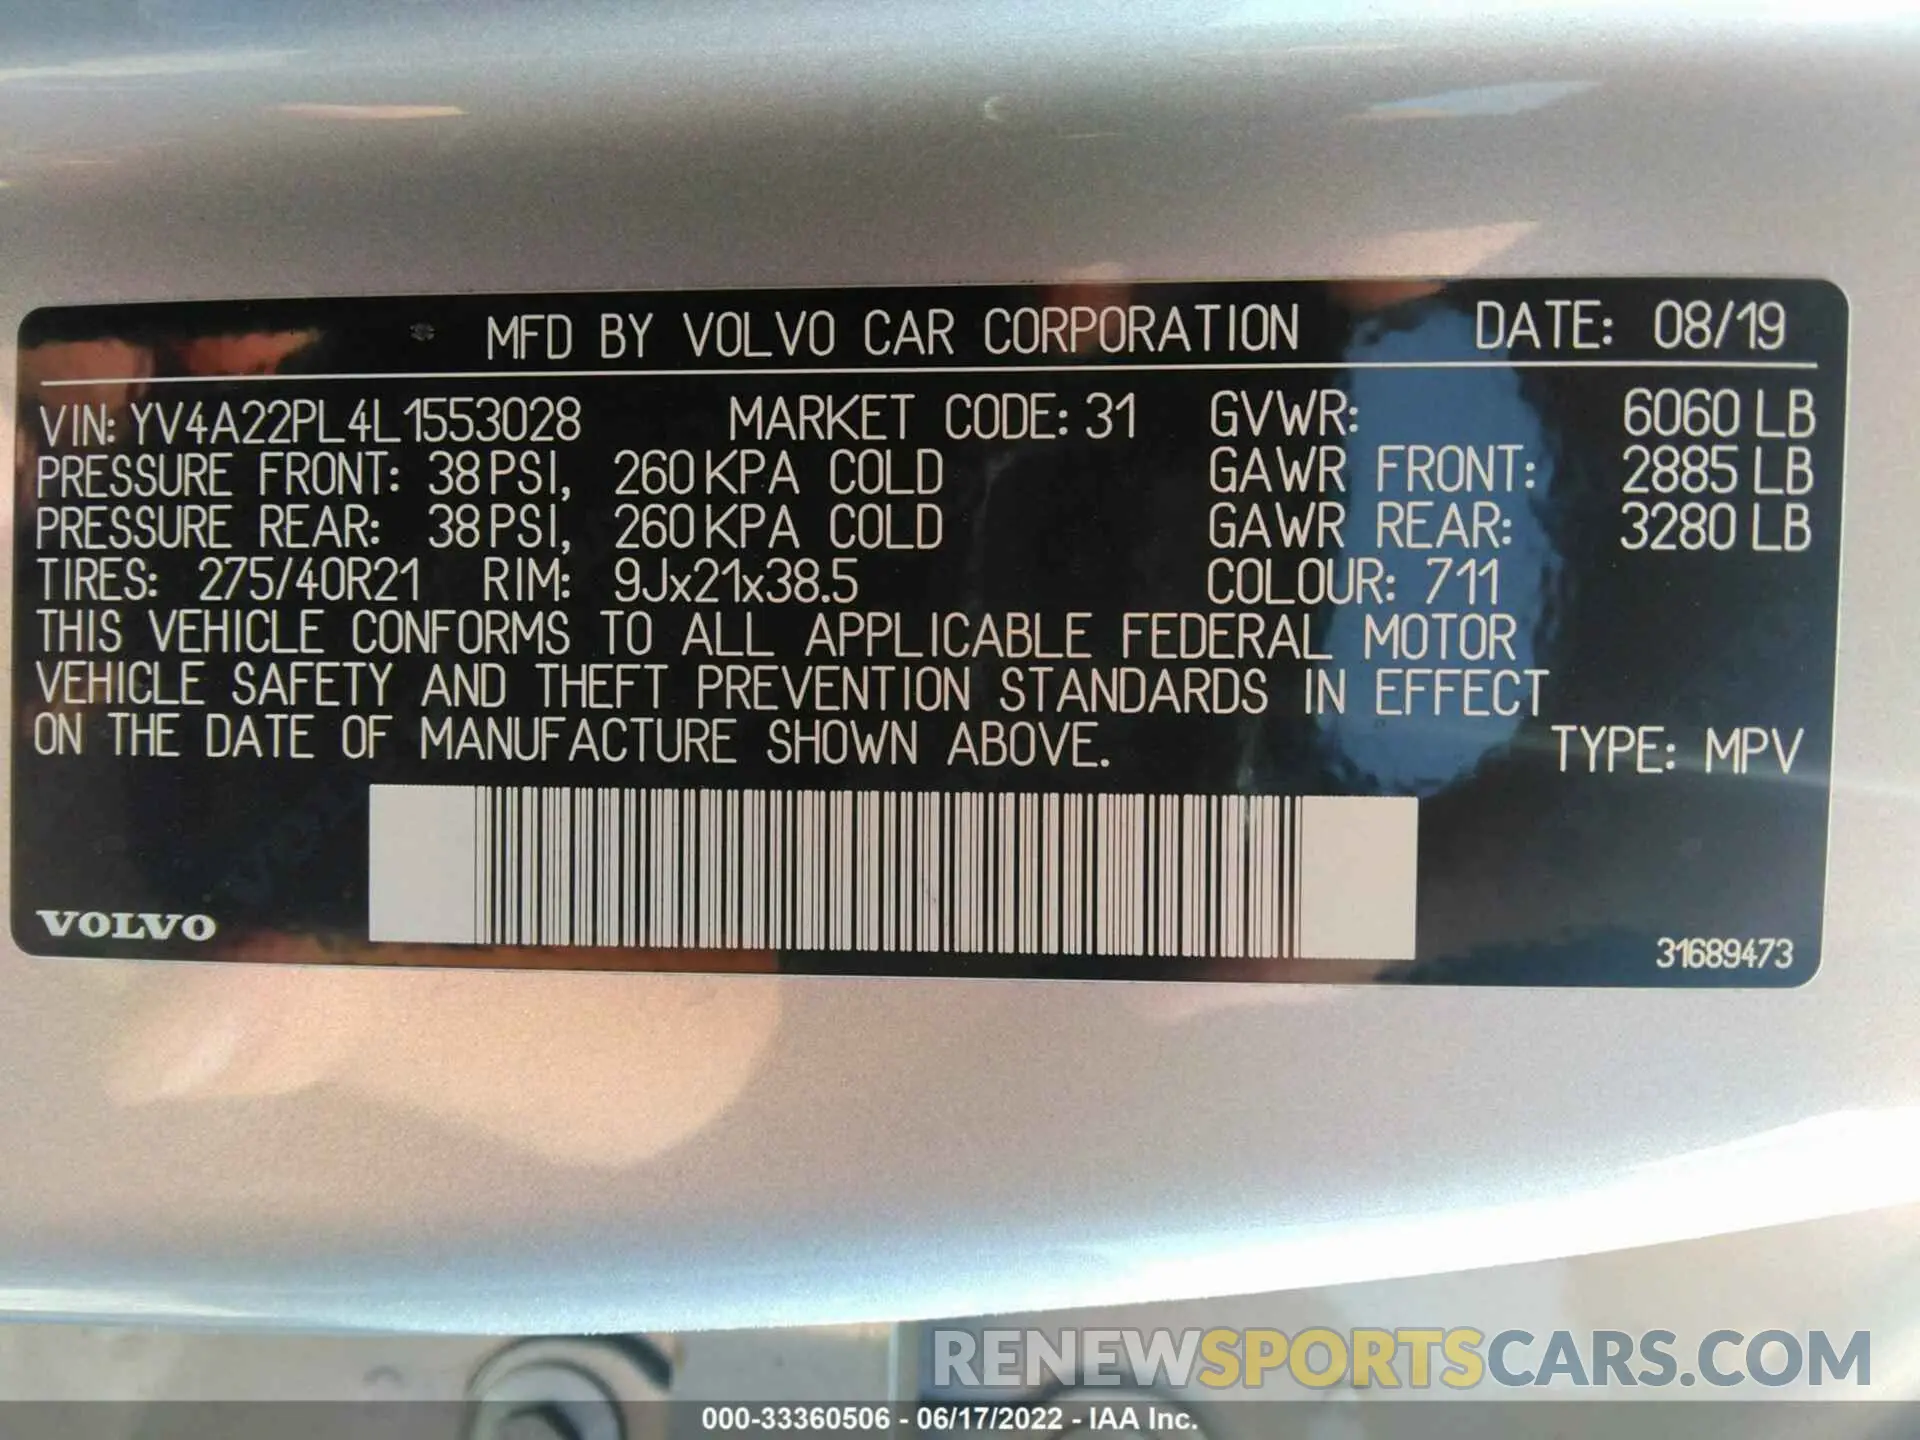 MFD BY VOLVO CAR CORPORATION DATE: 08/19
VIN: YV4A22PL4L1553028 MARKET CODE: 31 GVWR: 6060 LB
PRESSURE FRONT: 38 PSI, 260 KPA COLD GAWR FRONT: 2885 LB
PRESSURE REAR: 38 PSI, 260 KPA COLD GAWR REAR: 3280 LB
TIRES: 275/40R21 RIM: 9Jx21x38.5 COLOUR: 711
THIS VEHICLE CONFORMS TO ALL APPLICABLE FEDERAL MOTOR
VEHICLE SAFETY AND THEFT PREVENTION STANDARDS IN EFFECT
ON THE DATE OF MANUFACTURE SHOWN ABOVE. TYPE: MPV
VOLVO
31689473
RENEWSPORTSCARS.COM
000-33360506 - 06/17/2022 - IAA Inc.